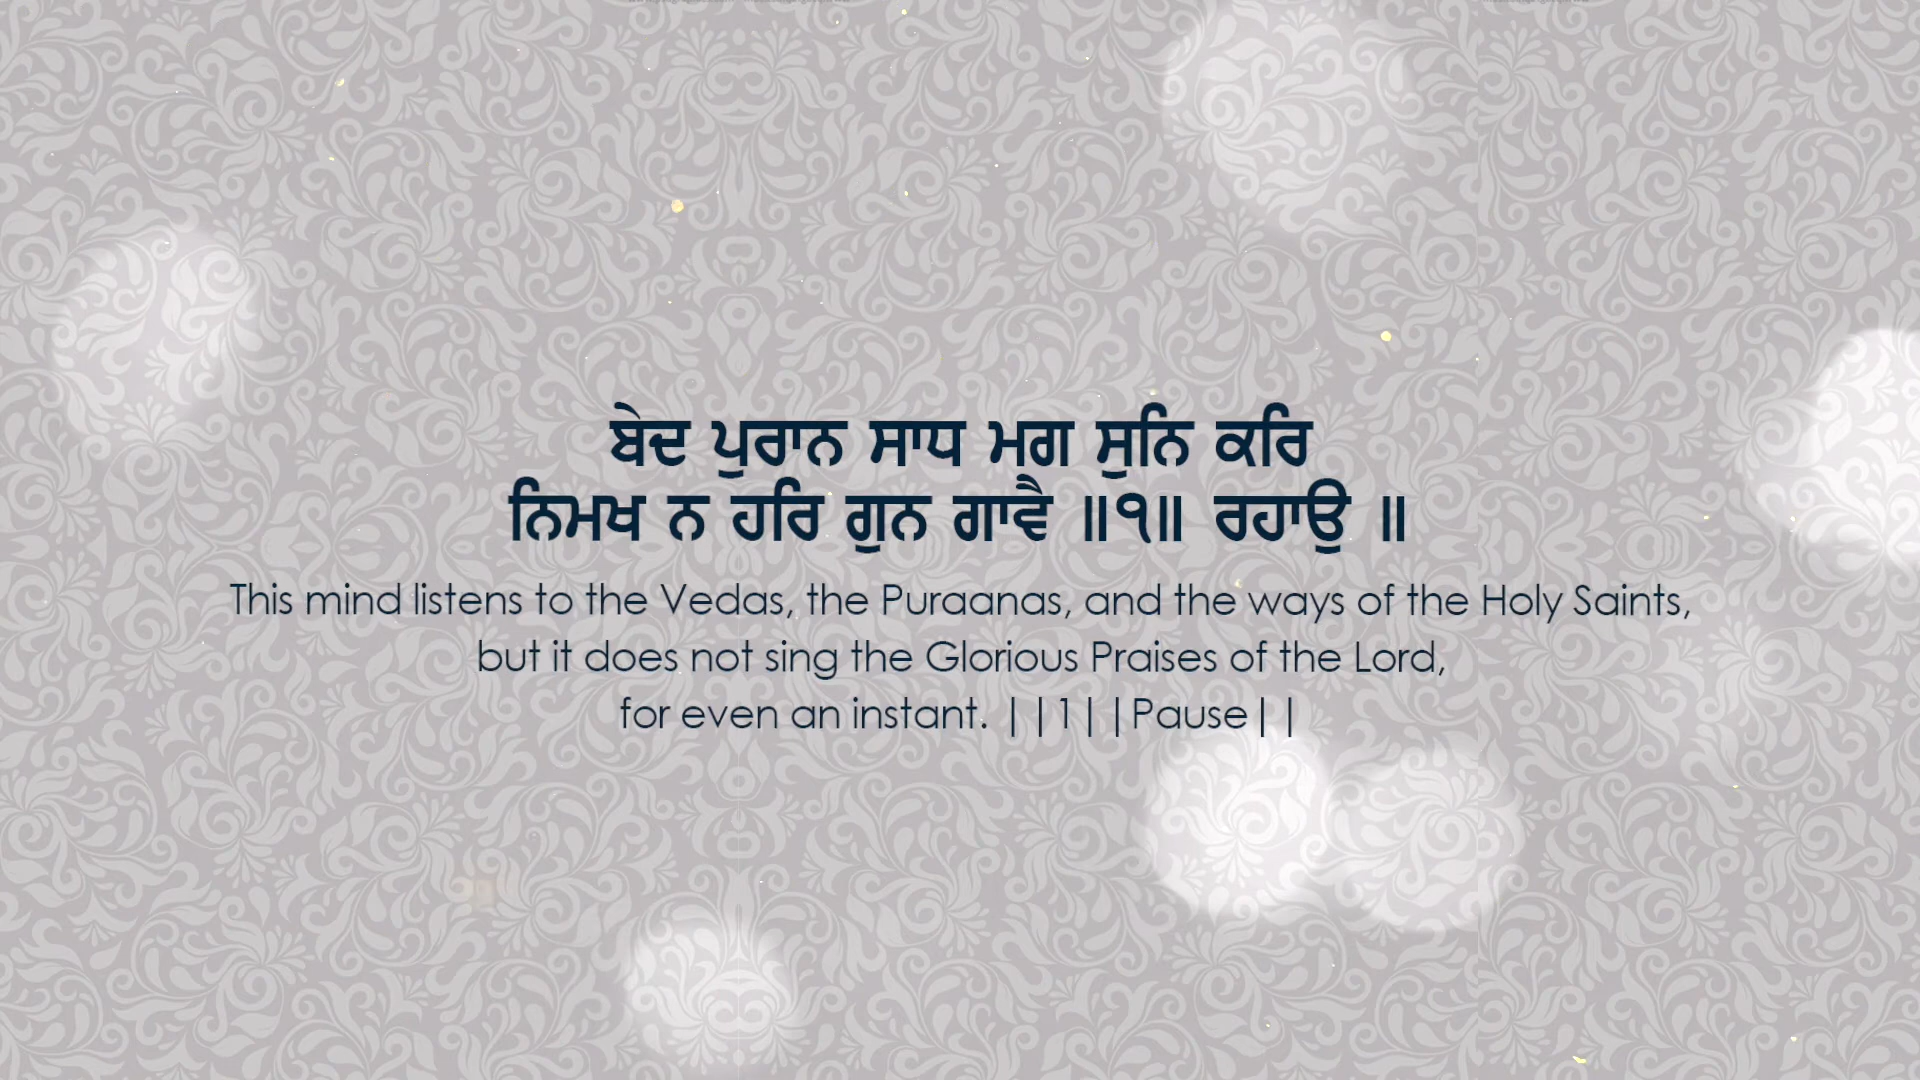 ਬੇਦ ਪੁਰਾਨ ਸਾਧ ਮਗ ਸੁਨਿ ਕਰਿ
ਨਿਮਖ ਨ ਹਰਿ ਗੁਨ ਗਾਵੈ ॥੧॥ ਰਹਾਉ ॥
This mind listens to the Vedas, the Puraanas, and the ways of the Holy Saints,
but it does not sing the Glorious Praises of the Lord,
for even an instant. ||1||Pause||